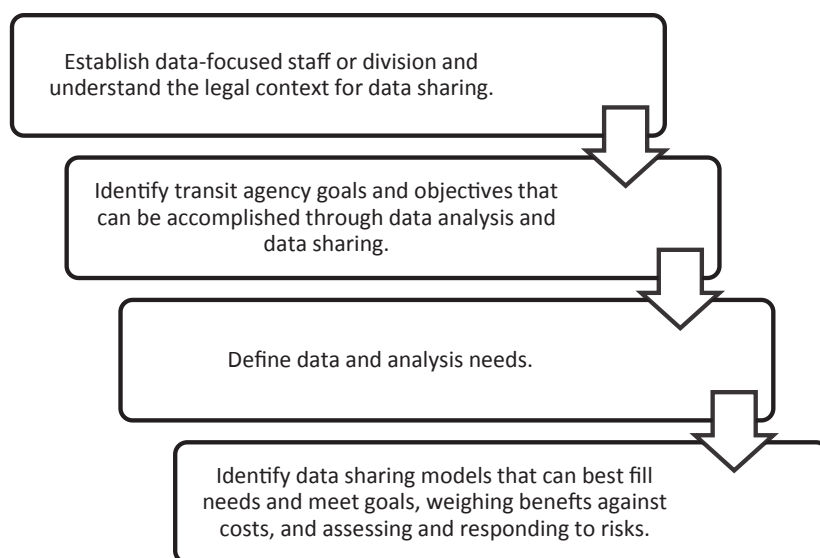 Establish data-focused staff or division and
understand the legal context for data sharing.
Identify transit agency goals and objectives that
can be accomplished through data analysis and
data sharing.
Define data and analysis needs.
Identify data sharing models that can best fill
needs and meet goals, weighing benefts against
costs, and assessing and responding to risks.